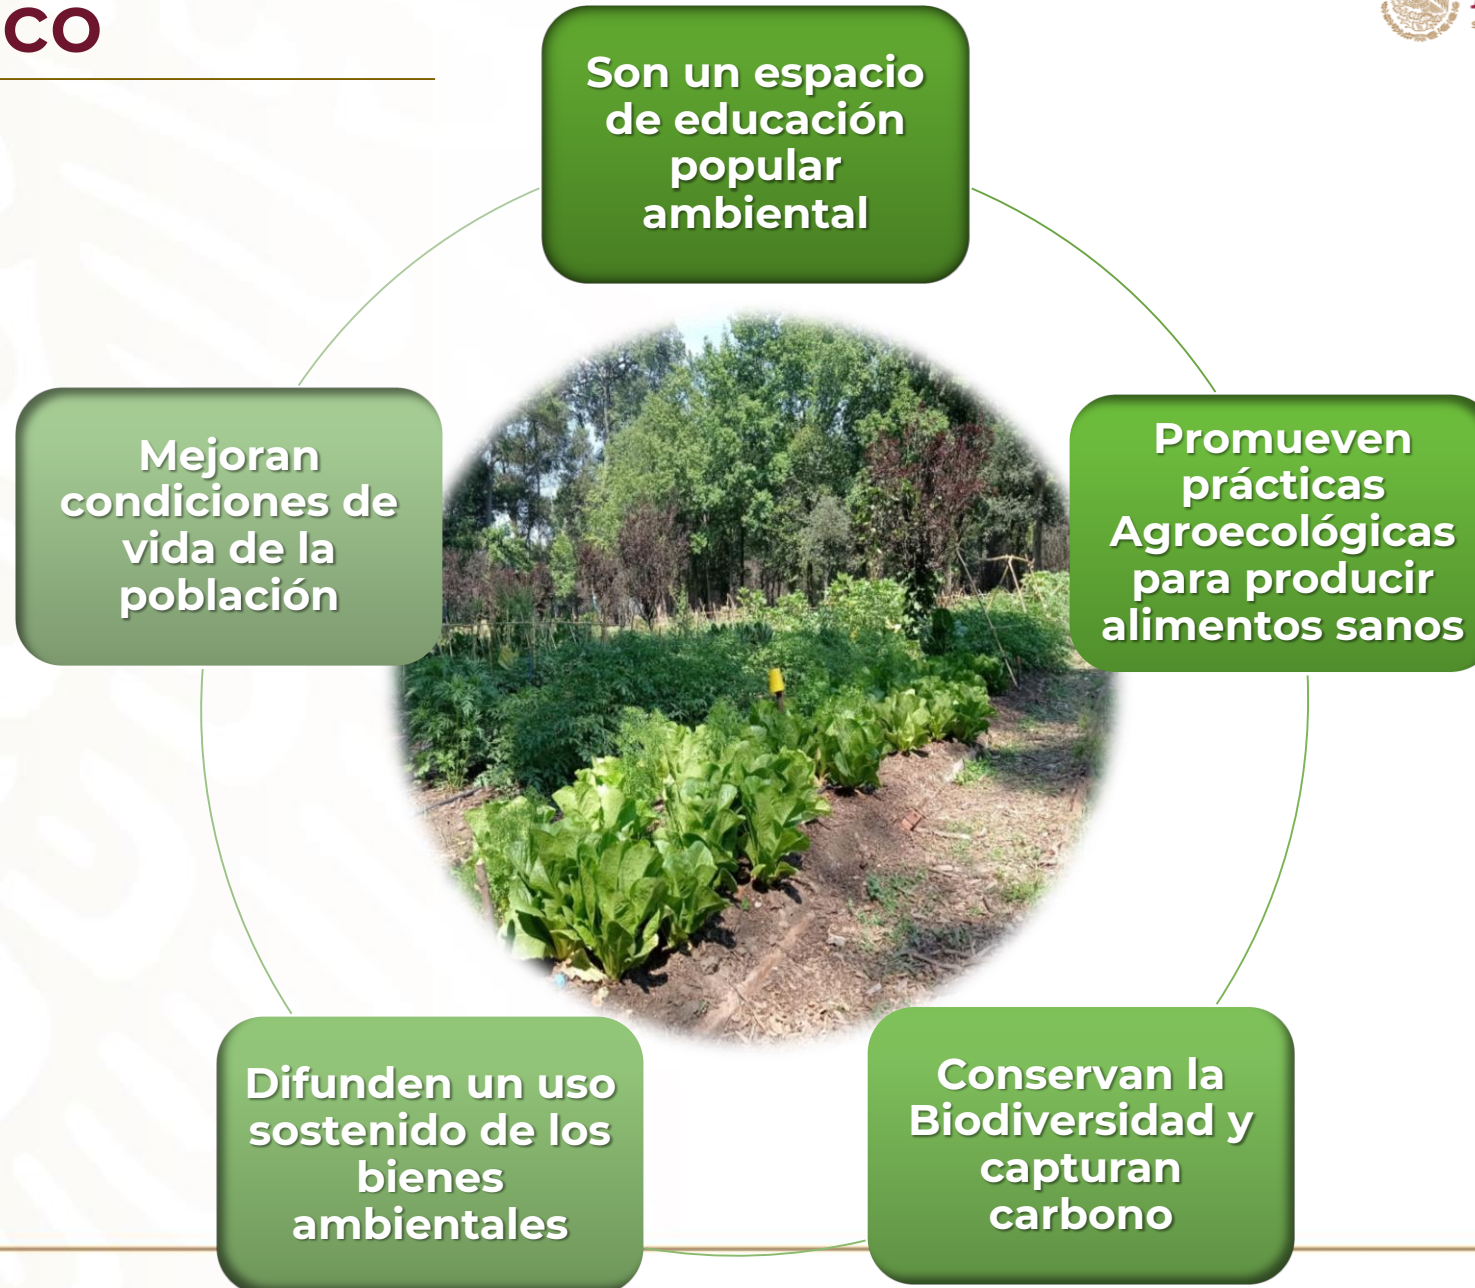 CO
Son un espacio
de educación
popular
ambiental
Promueven
prácticas
Agroecológicas
para producir
alimentos sanos
Mejoran
condiciones de
vida de la
población
Difunden un uso
sostenido de los
bienes
ambientales
Conservan la
Biodiversidad y
capturan
carbono